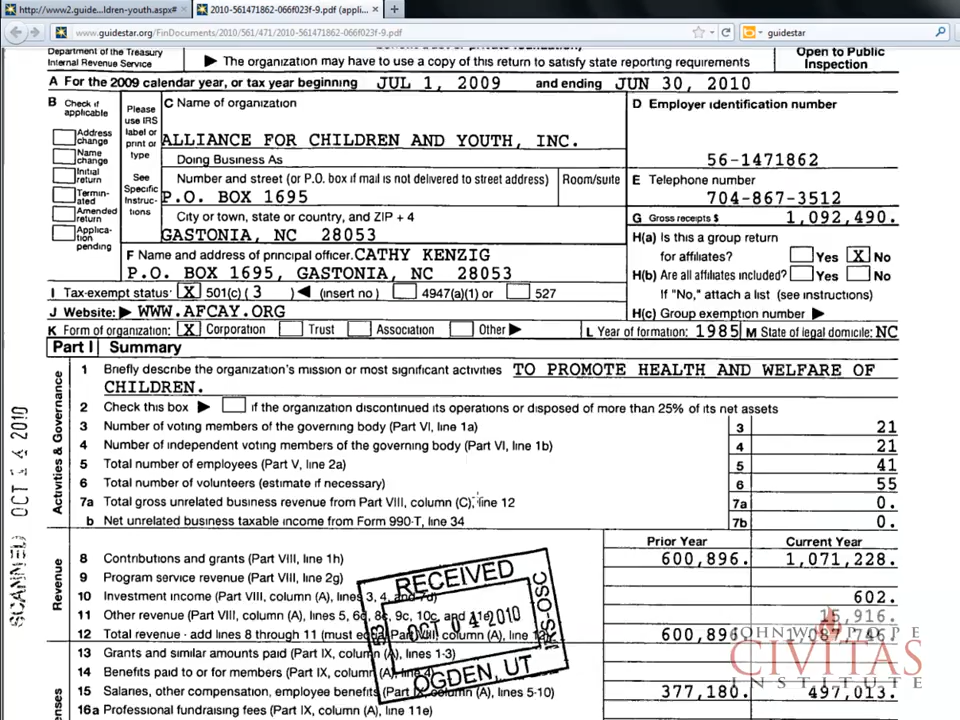 http://www2.guide...ldren-youth.aspx#
2010-561471862-066f023f-9.pdf (appli...
www.guidestar.org/FinDocuments/2010/561/471/2010-561471862-066f023f-9.pdf
guidestar
Department of the Treasury
Internal Revenue Service
▶ The organization may have to use a copy of this return to satisfy state reporting requirements
Open to Public
Inspection
A For the 2009 calendar year, or tax year beginning JUL 1, 2009 and ending JUN 30, 2010
B Check if applicable
Address change
Name change
Initial return
Terminated
Amended return
Application pending
Please use IRS label or print or type
See Specific Instructions
C Name of organization
ALLIANCE FOR CHILDREN AND YOUTH, INC.
Doing Business As
Number and street (or P.O. box if mail is not delivered to street address) Room/suite
P.O. BOX 1695
City or town, state or country, and ZIP + 4
GASTONIA, NC 28053
F Name and address of principal officer: CATHY KENZIG
P.O. BOX 1695, GASTONIA, NC 28053
D Employer identification number
56-1471862
E Telephone number
704-867-3512
G Gross receipts $ 1,092,490.
H(a) Is this a group return
for affiliates? Yes X No
H(b) Are all affiliates included? Yes No
If "No," attach a list (see instructions)
H(c) Group exemption number ▶
I Tax-exempt status: X 501(c) ( 3 ) ◀ (insert no ) 4947(a)(1) or 527
J Website: ▶ WWW.AFCAY.ORG
K Form of organization: X Corporation Trust Association Other ▶
L Year of formation: 1985 M State of legal domicile: NC
Part I Summary
Activities & Governance
1 Briefly describe the organization's mission or most significant activities TO PROMOTE HEALTH AND WELFARE OF
CHILDREN.
2 Check this box ▶ if the organization discontinued its operations or disposed of more than 25% of its net assets
3 Number of voting members of the governing body (Part VI, line 1a) 3 21
4 Number of independent voting members of the governing body (Part VI, line 1b) 4 21
5 Total number of employees (Part V, line 2a) 5 41
6 Total number of volunteers (estimate if necessary) 6 55
7a Total gross unrelated business revenue from Part VIII, column (C), line 12 7a 0.
b Net unrelated business taxable income from Form 990-T, line 34 7b 0.
Prior Year Current Year
Revenue
8 Contributions and grants (Part VIII, line 1h) 600,896. 1,071,228.
9 Program service revenue (Part VIII, line 2g)
10 Investment income (Part VIII, column (A), lines 3, 4, and 7d) 602.
11 Other revenue (Part VIII, column (A), lines 5, 6d, 8c, 9c, 10c, and 11e) 15,916.
12 Total revenue - add lines 8 through 11 (must equal Part VIII, column (A), line 12) 600,896. 1,087,746.
13 Grants and similar amounts paid (Part IX, column (A), lines 1-3)
14 Benefits paid to or for members (Part IX, column (A), line 4)
15 Salaries, other compensation, employee benefits (Part IX, column (A), lines 5-10) 377,180. 497,013.
16a Professional fundraising fees (Part IX, column (A), line 11e)
SCANNED OCT 14 2010
RECEIVED
OCT 04 2010
IRS-OSC
OGDEN, UT
JOHN W. POPE
CIVITAS
INSTITUTE